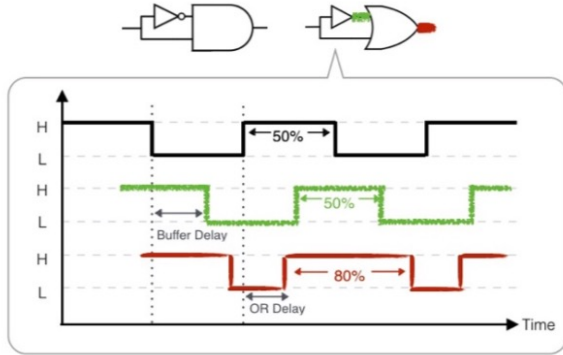 H
50%
L
H
50%
L
Buffer Delay
H
80%
L
OR Delay
Time